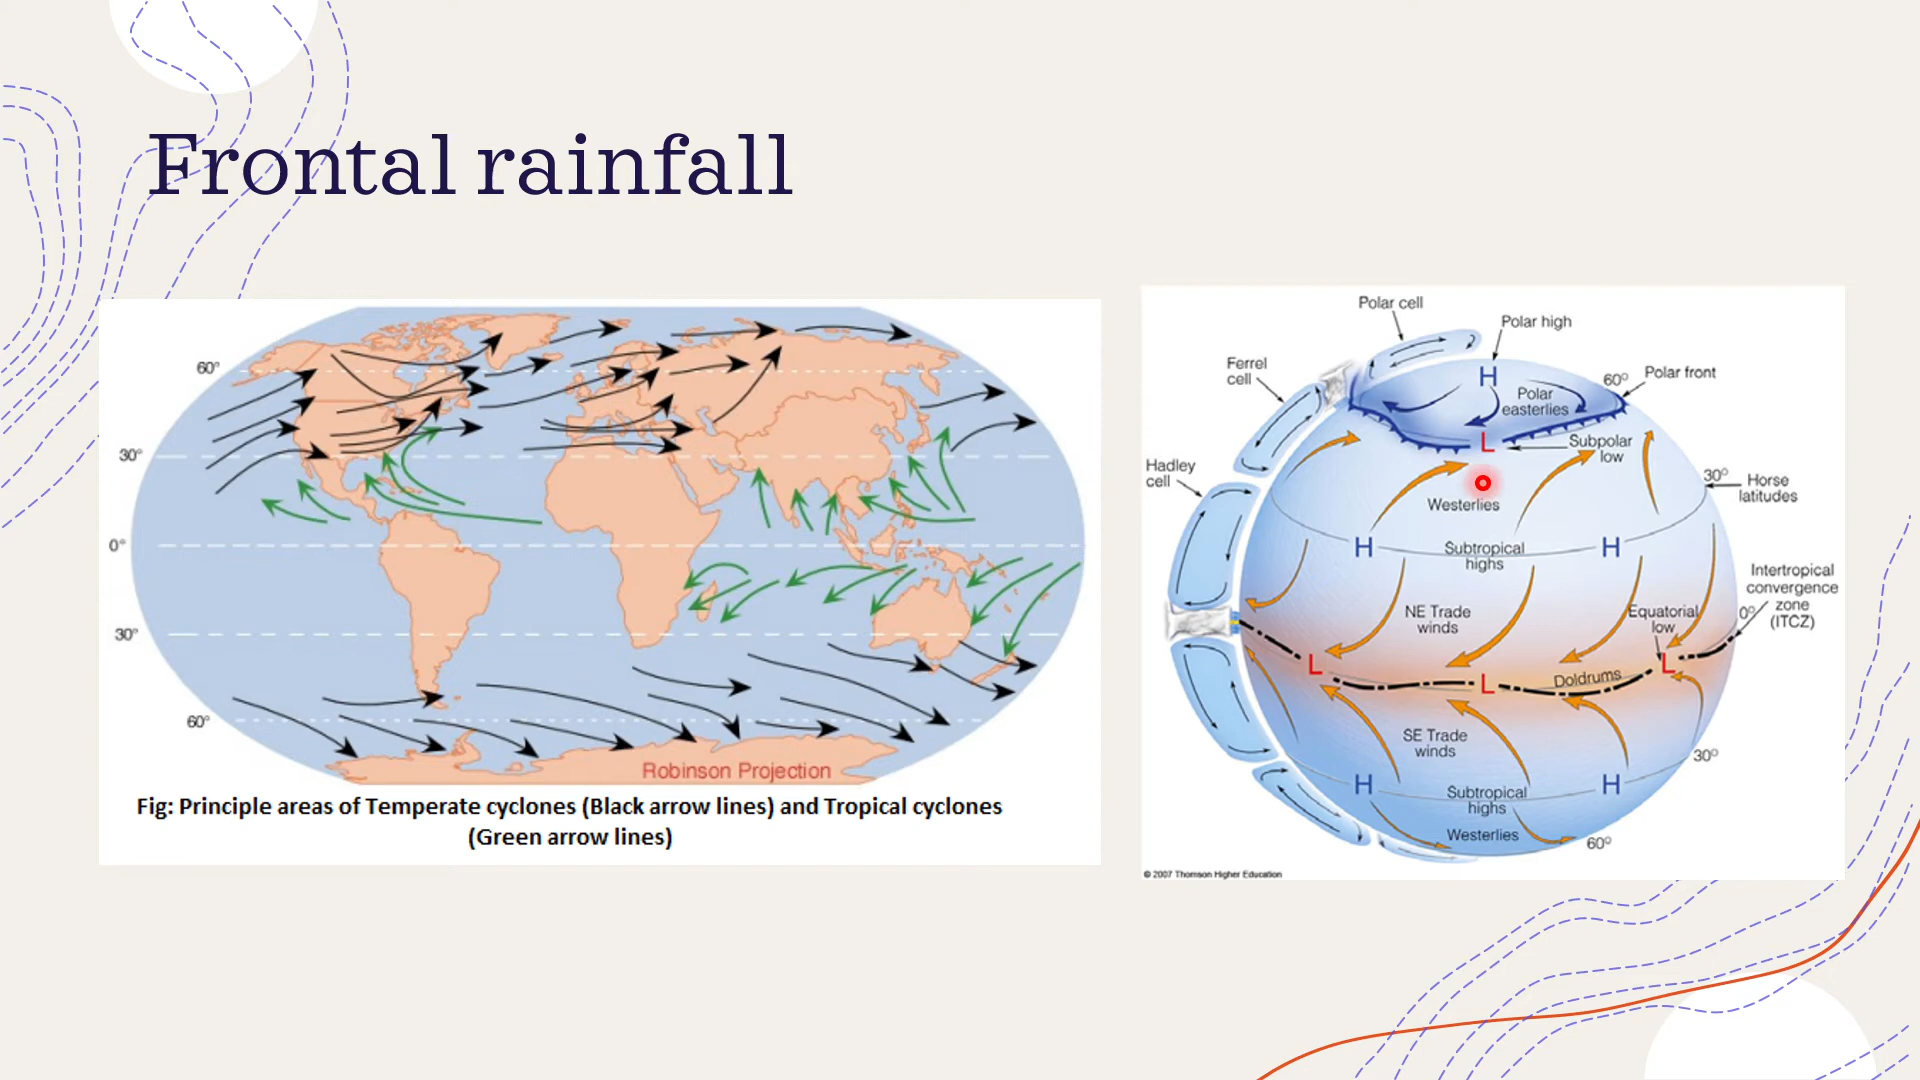 Frontal rainfall
60°
30°
0°
30°
60°
Robinson Projection
Fig: Principle areas of Temperate cyclones (Black arrow lines) and Tropical cyclones
(Green arrow lines)
Polar cell
Polar high
Ferrel
cell
H
60°
Polar front
Polar
easterlies
L
Subpolar
low
Hadley
cell
30°
Horse
latitudes
Westerlies
H
Subtropical
highs
H
Intertropical
convergence
zone
(ITCZ)
NE Trade
winds
Equatorial
low
0°
L
L
Doldrums
L
SE Trade
winds
30°
H
Subtropical
highs
H
Westerlies
60°
© 2007 Thomson Higher Education